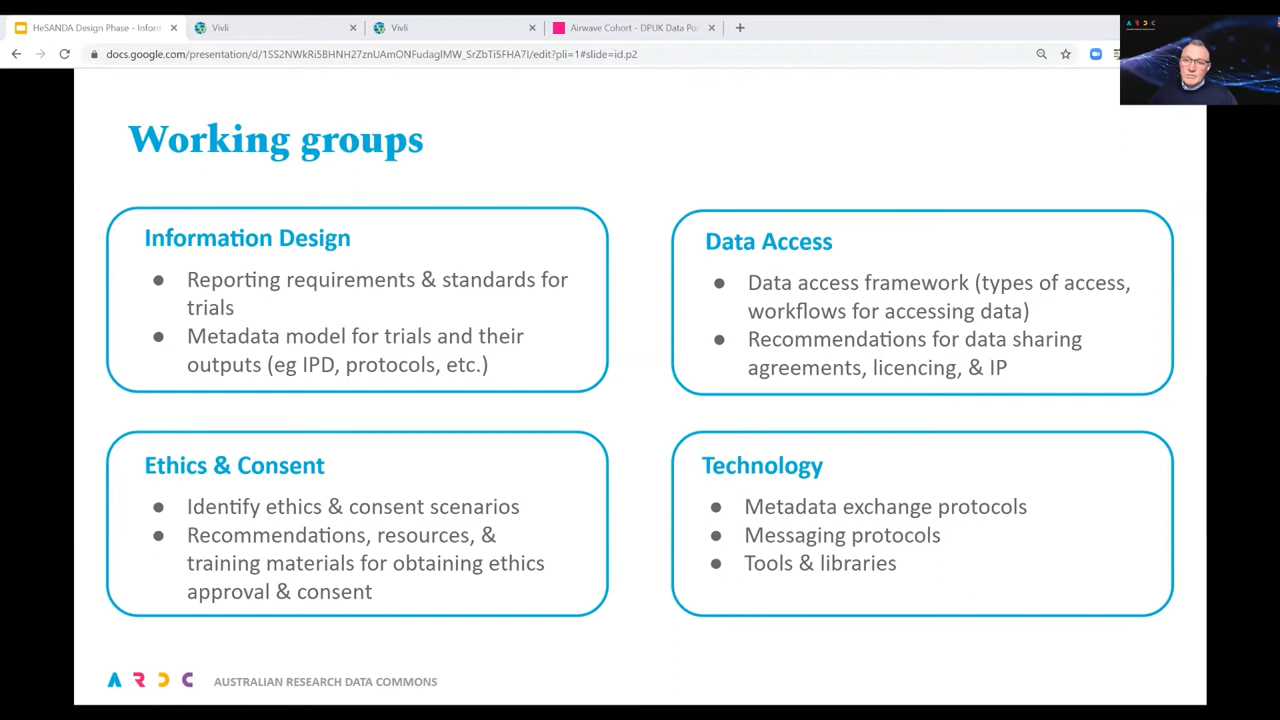 HeSANDA Design Phase - Inform
Vivli
Vivli
Airwave Cohort - DPUK Data Por
docs.google.com/presentation/d/1SS2NWkRi5BHNH27znUAmONFudaglMW_SrZbTi5FHA7I/edit?pli=1#slide=id.p2
Working groups
Information Design
● Reporting requirements & standards for
trials
● Metadata model for trials and their
outputs (eg IPD, protocols, etc.)
Data Access
● Data access framework (types of access,
workflows for accessing data)
● Recommendations for data sharing
agreements, licencing, & IP
Ethics & Consent
● Identify ethics & consent scenarios
● Recommendations, resources, &
training materials for obtaining ethics
approval & consent
Technology
● Metadata exchange protocols
● Messaging protocols
● Tools & libraries
ARDC AUSTRALIAN RESEARCH DATA COMMONS